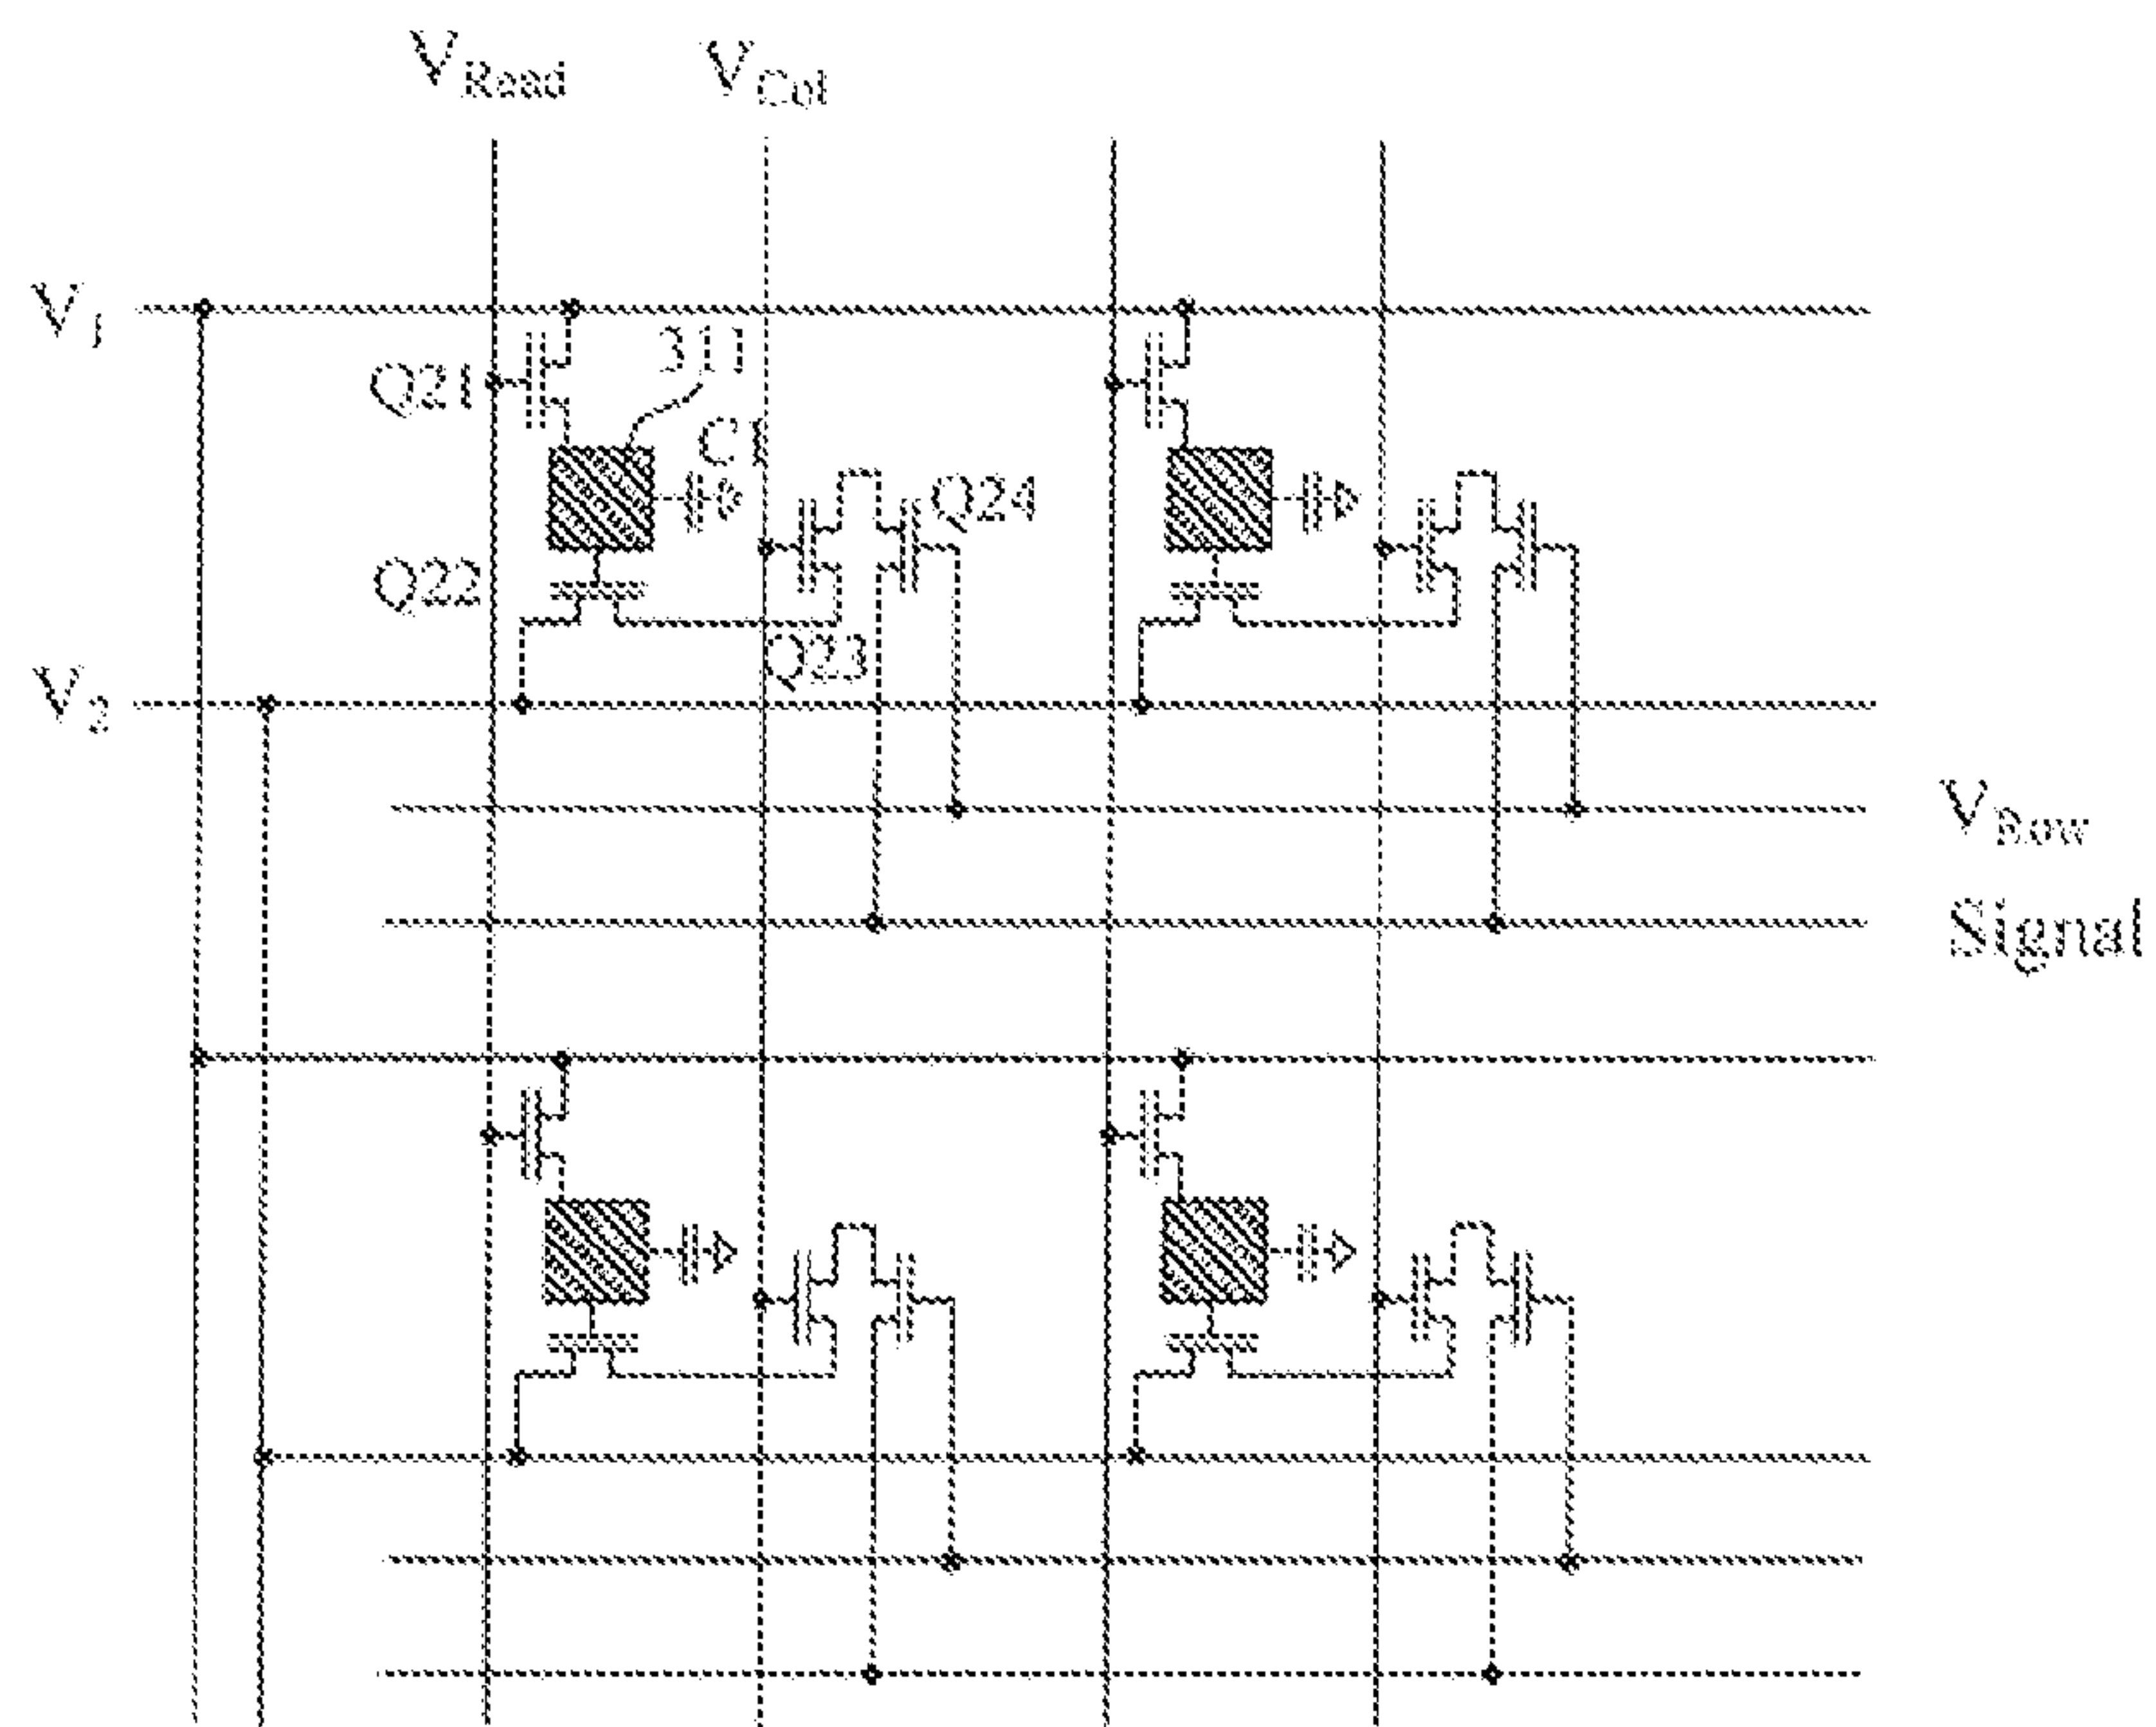 V_Read V_Col
V_1
Q21
311
C1
Q24
Q22
Q23
V_2
V_Row
Signal